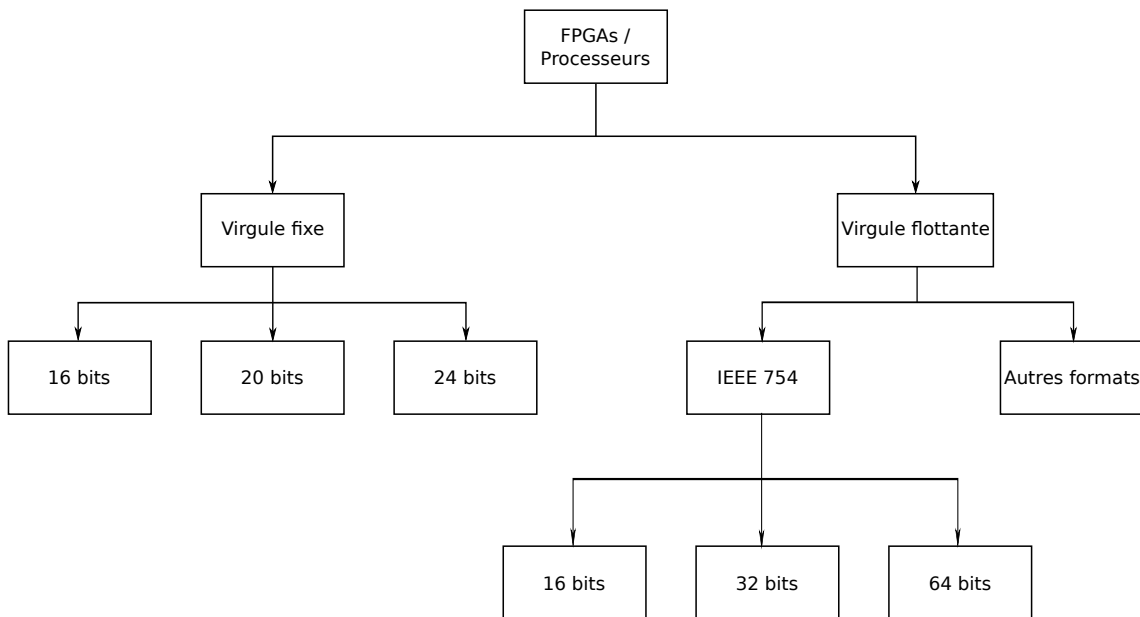 FPGAs /
Processeurs
Virgule fixe
Virgule flottante
16 bits
20 bits
24 bits
IEEE 754
Autres formats
16 bits
32 bits
64 bits